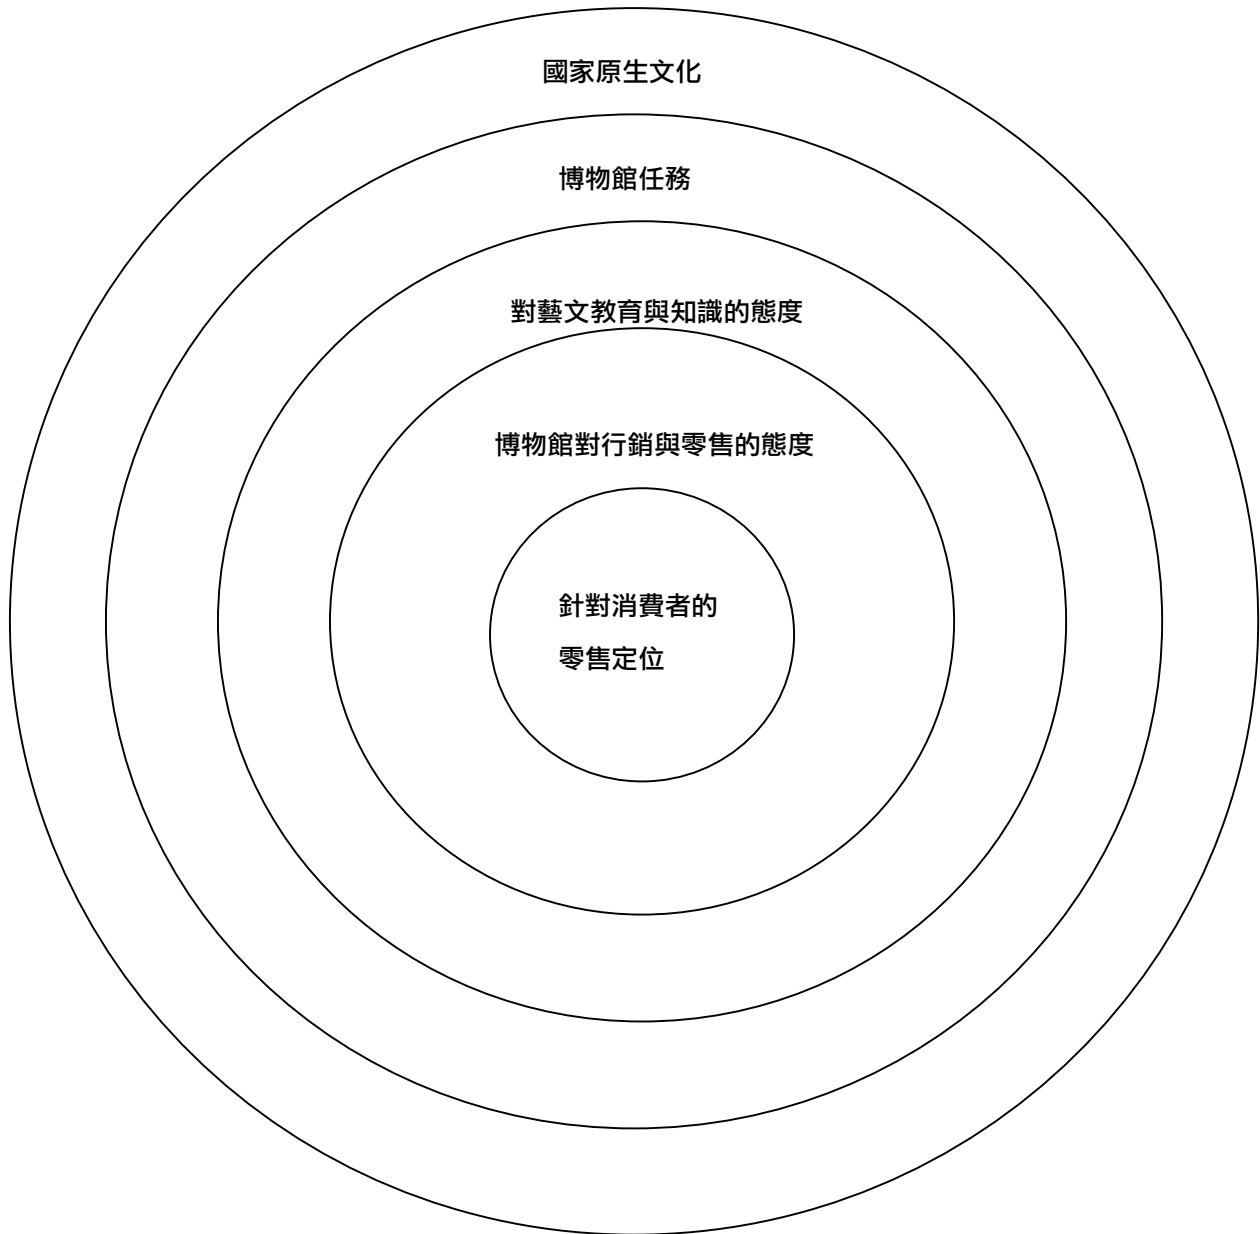 國家原生文化
博物館任務
對藝文教育與知識的態度
博物館對行銷與零售的態度
針對消費者的
零售定位